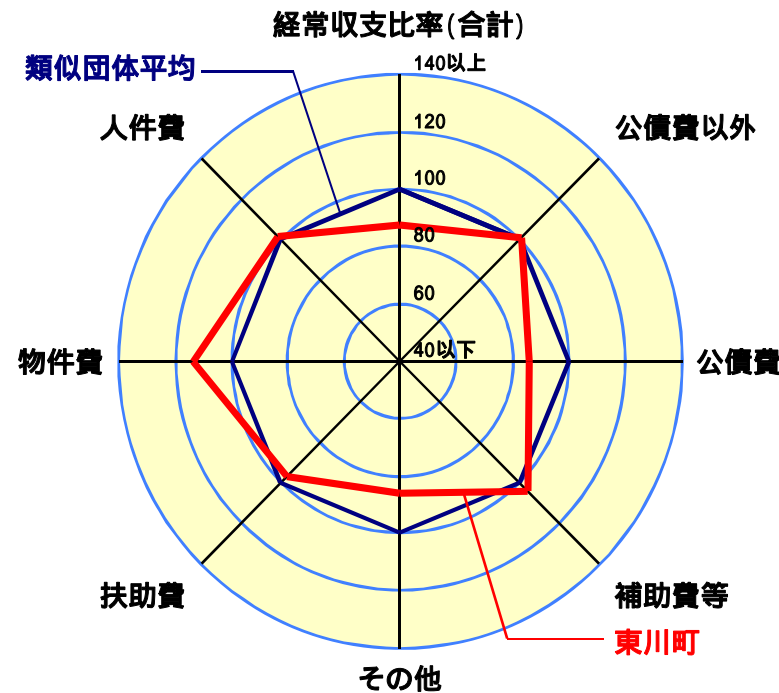 経常収支比率(合計)
類似団体平均
140以上
人件費
120
公債費以外
100
80
60
40以下
物件費
公債費
扶助費
補助費等
東川町
その他